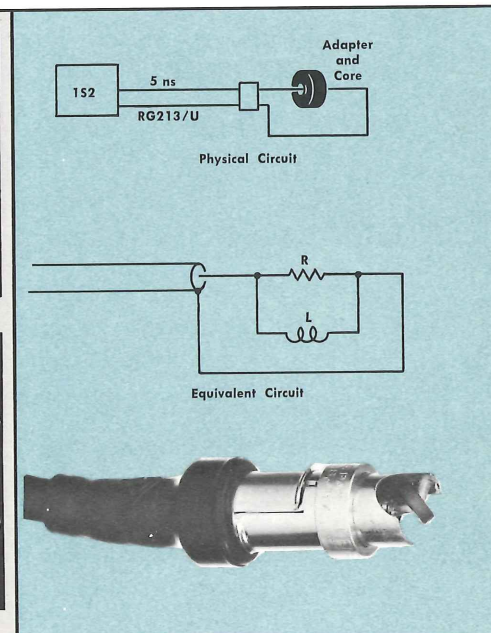 Adapter
and
Core
1S2
5 ns
RG213/U
Physical Circuit
R
L
Equivalent Circuit